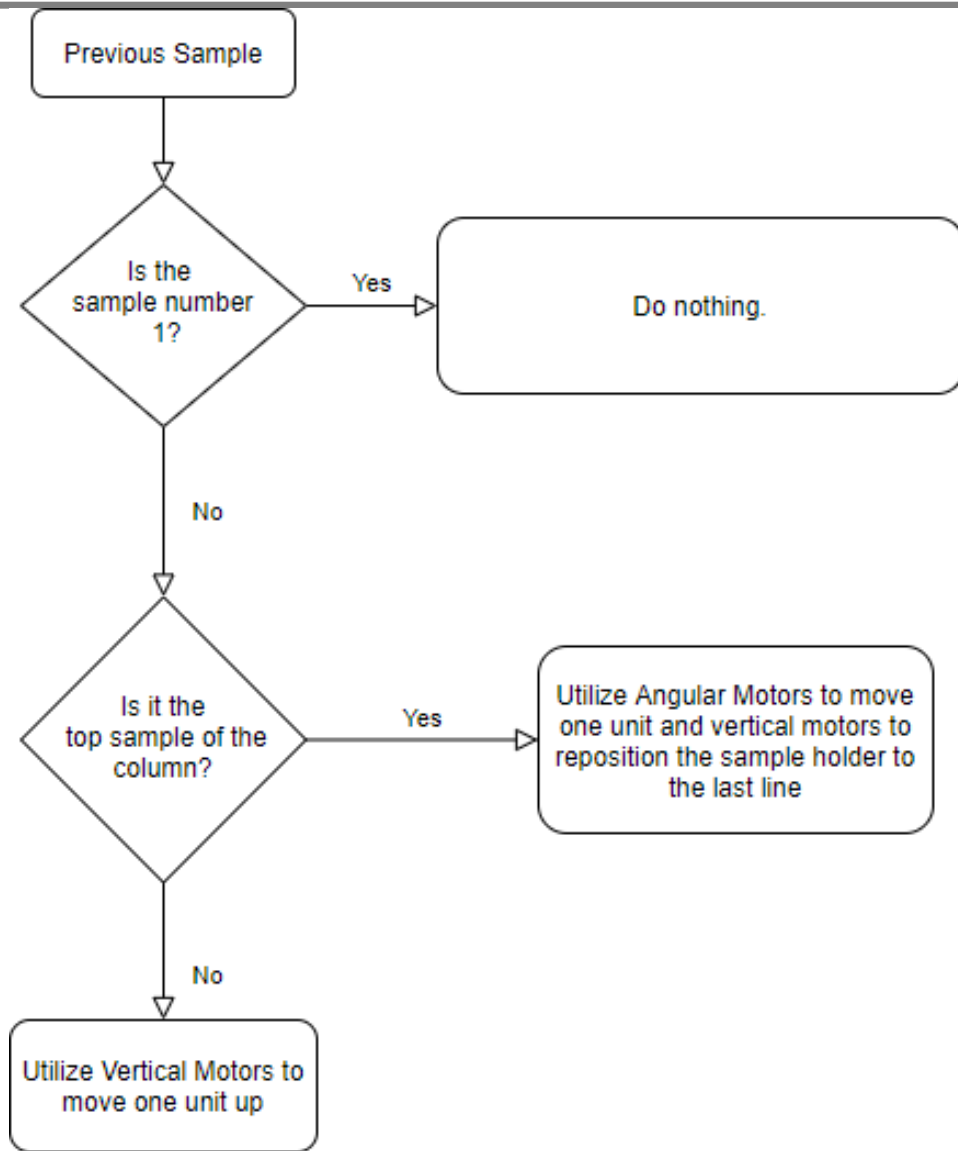 Previous Sample
Is the
sample number
1?
Yes
Do nothing.
No
Is it the
top sample of the
column?
Yes
Utilize Angular Motors to move
one unit and vertical motors to
reposition the sample holder to
the last line
No
Utilize Vertical Motors to
move one unit up